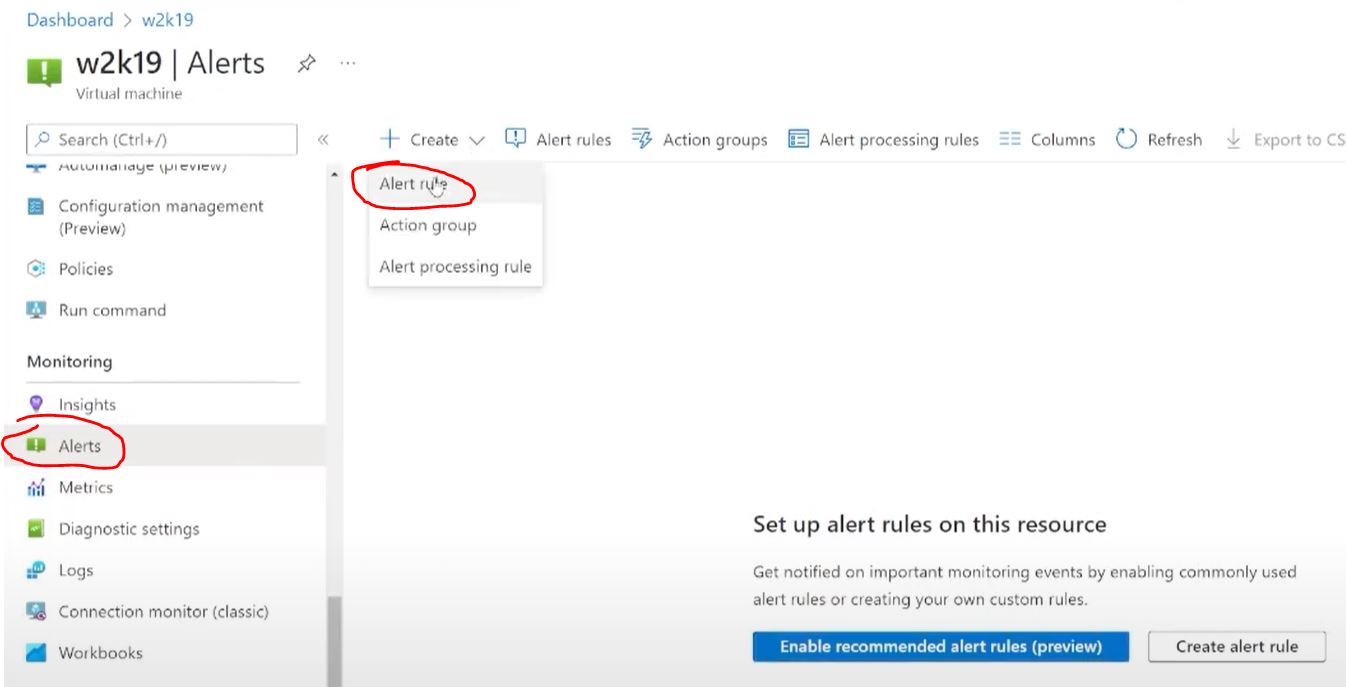 Dashboard > w2k19
w2k19 | Alerts ...
Virtual machine
Search (Ctrl+/)
«
Create
Alert rules
Action groups
Alert processing rules
Columns
Refresh
Export to CS
Automanage (preview)
Configuration management
(Preview)
Policies
Run command
Monitoring
Insights
Alerts
Metrics
Diagnostic settings
Logs
Connection monitor (classic)
Workbooks
Alert rule
Action group
Alert processing rule
Set up alert rules on this resource
Get notified on important monitoring events by enabling commonly used
alert rules or creating your own custom rules.
Enable recommended alert rules (preview)
Create alert rule